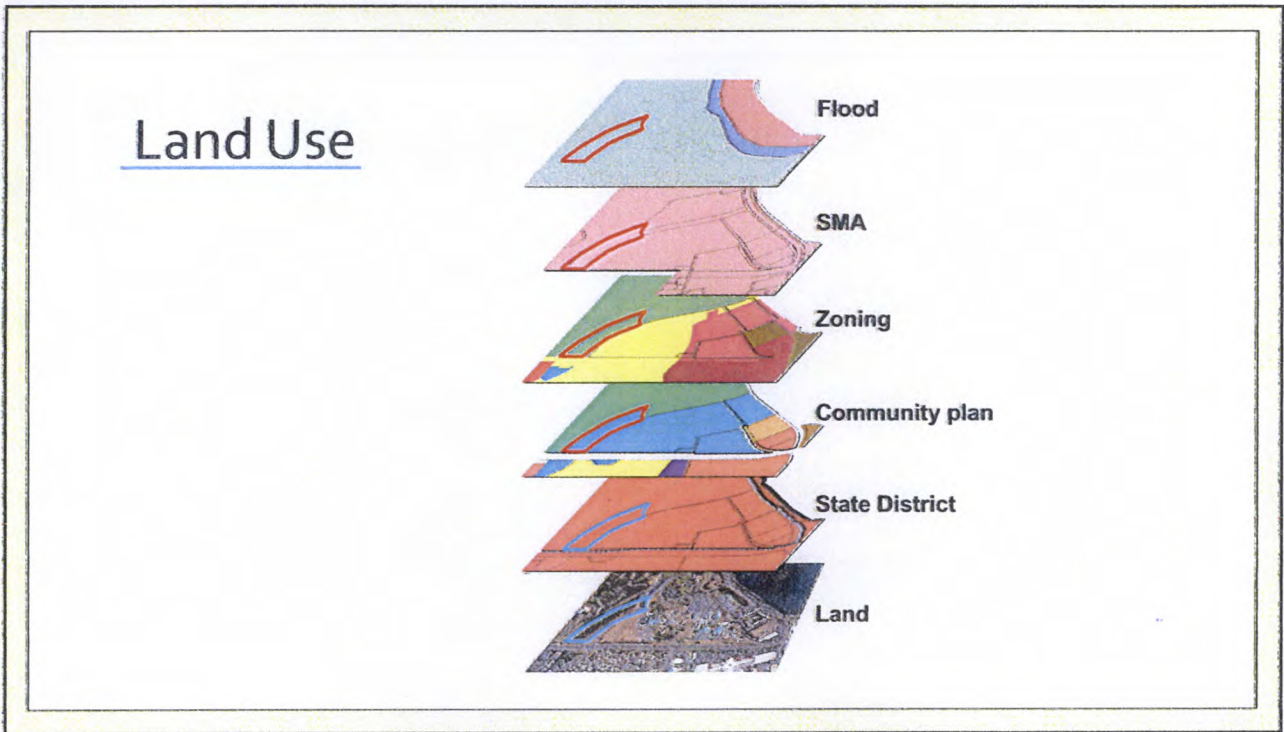 Land Use
Flood
SMA
Zoning
Community plan
State District
Land